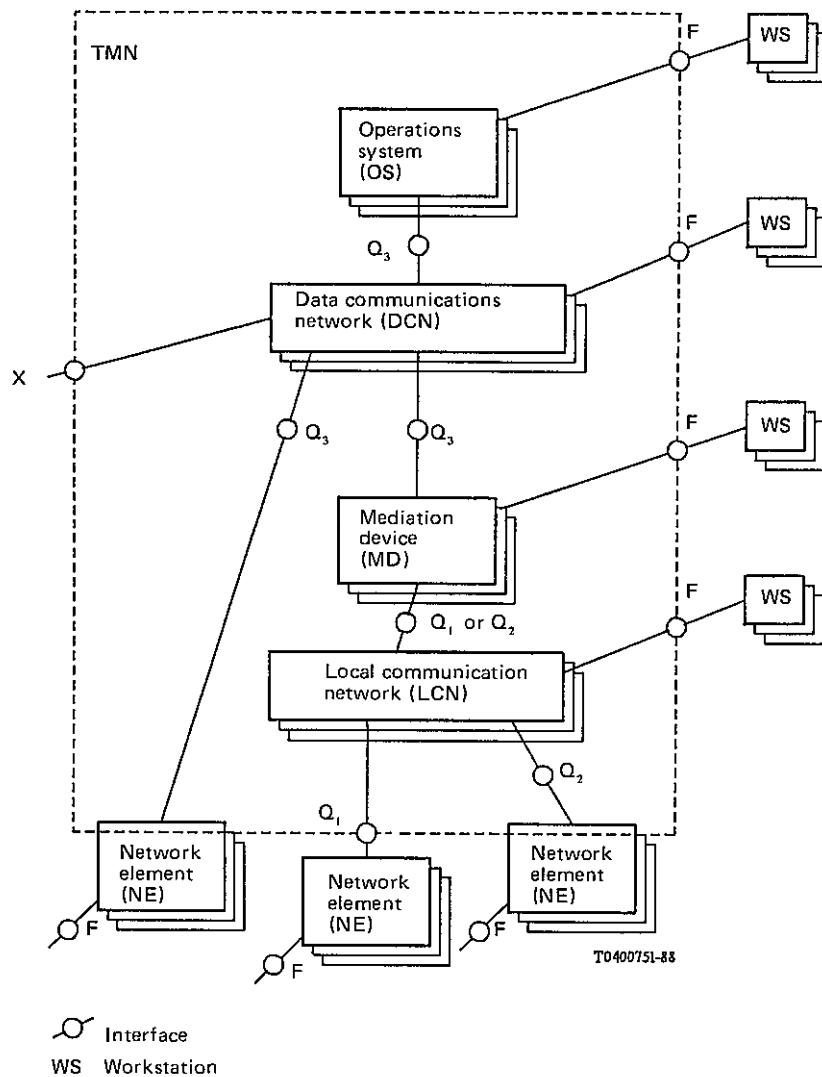 F
WS
TMN
Operations
system
(OS)
F
WS
Q₃
Data communications
network (DCN)
X
F
WS
Q₃
Q₃
Mediation
device
(MD)
F
WS
Q₁ or Q₂
Local communication
network (LCN)
Q₂
Q₁
Network
element
(NE)
Network
element
(NE)
Network
element
(NE)
F
F
F
T0400751-88
Interface
WS Workstation